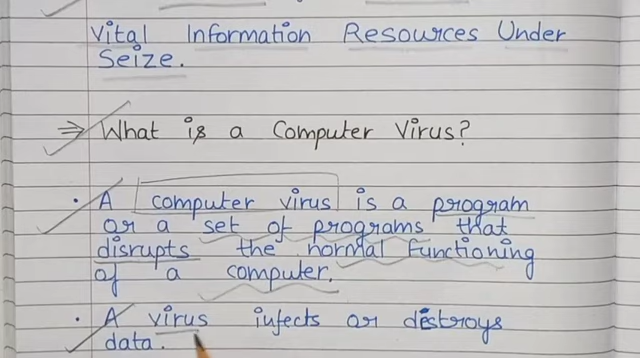 Vital Information Resources Under
Seize.
⇒ What is a Computer Virus?
• A computer virus is a program
or a set of programs that
disrupts the normal functioning
of a computer.
• A virus infects or destroys
data.